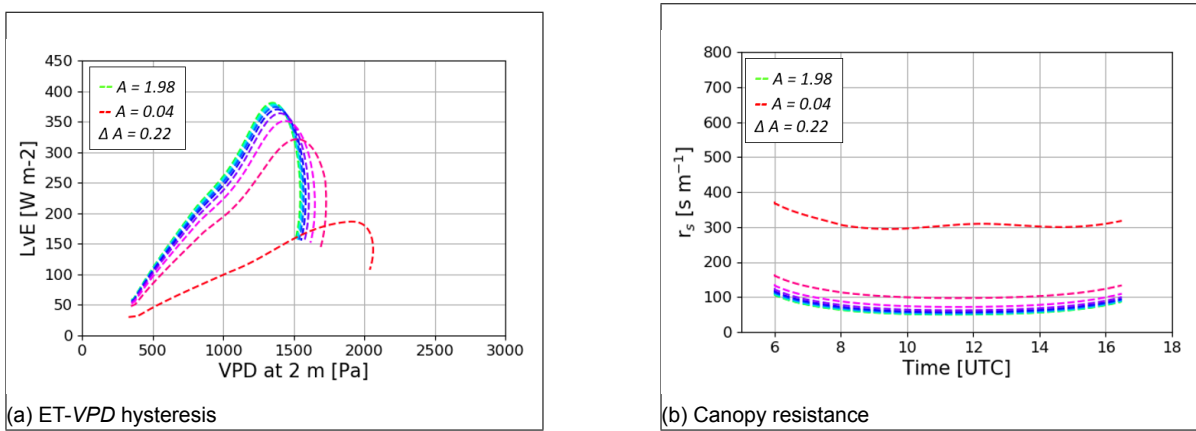 450
400
350
300
250
200
150
100
50
0
LvE [W m-2]
A = 1.98
A = 0.04
Δ A = 0.22
0 500 1000 1500 2000 2500 3000
VPD at 2 m [Pa]
(a) ET-VPD hysteresis
800
700
600
500
400
300
200
100
0
r_s [s m⁻¹]
A = 1.98
A = 0.04
Δ A = 0.22
6 8 10 12 14 16 18
Time [UTC]
(b) Canopy resistance